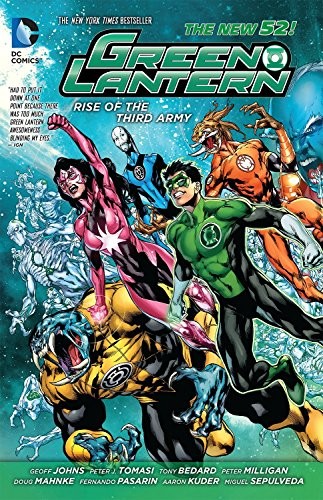 DC COMICS™
THE NEW YORK TIMES BESTSELLER
THE NEW 52!
GREEN
LANTERN
RISE OF THE
THIRD ARMY
"HAD TO PUT IT
DOWN AT ONE
POINT BECAUSE THERE
WAS TOO MUCH
GREEN LANTERN
AWESOMENESS
BLINDING MY EYES."
– IGN
GEOFF JOHNS PETER J. TOMASI TONY BEDARD PETER MILLIGAN
DOUG MAHNKE FERNANDO PASARIN AARON KUDER MIGUEL SEPULVEDA